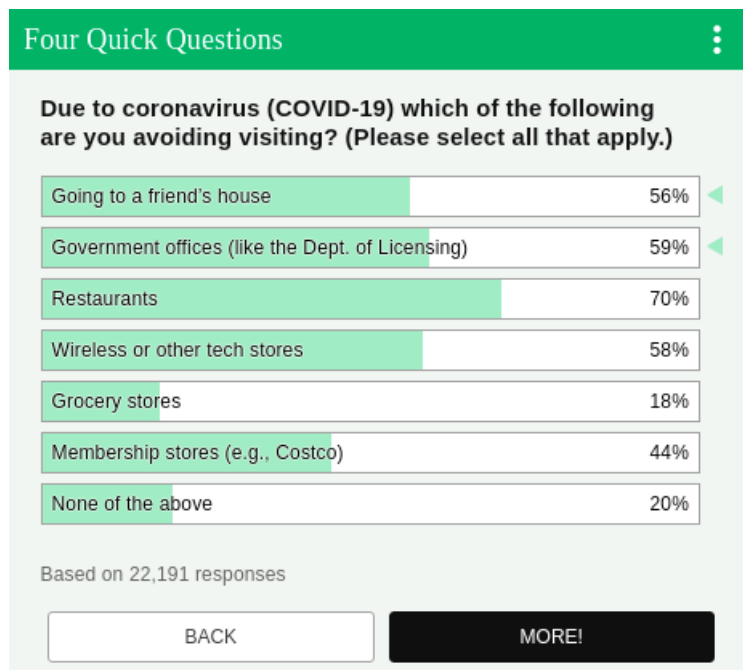 Four Quick Questions
Due to coronavirus (COVID-19) which of the following
are you avoiding visiting? (Please select all that apply.)
Going to a friend’s house 56%
Government offices (like the Dept. of Licensing) 59%
Restaurants 70%
Wireless or other tech stores 58%
Grocery stores 18%
Membership stores (e.g., Costco) 44%
None of the above 20%
Based on 22,191 responses
BACK MORE!